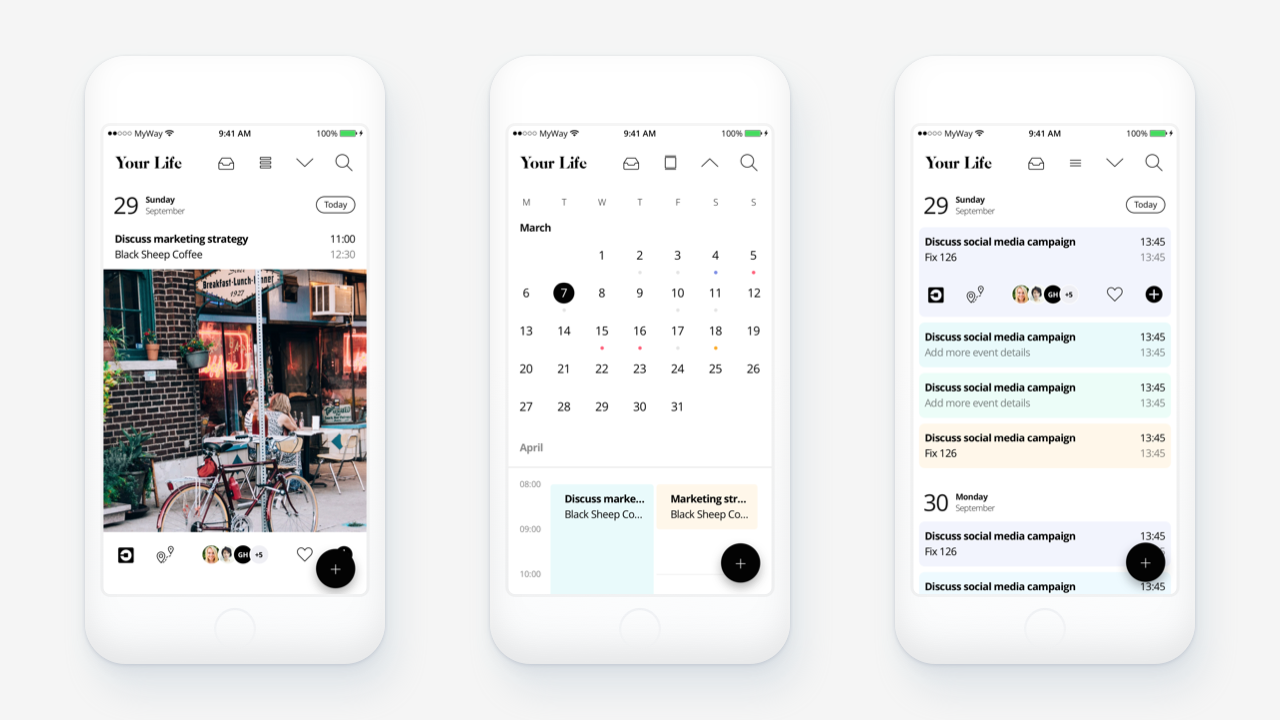 MyWay 9:41 AM 100%
Your Life
29 Sunday
September
Today
Discuss marketing strategy 11:00
Black Sheep Coffee 12:30
Breakfast-Lunch-Dinner
1927
GH +5
MyWay 9:41 AM 100%
Your Life
M T W T F S S
March
1 2 3 4 5
6 7 8 9 10 11 12
13 14 15 16 17 18 19
20 21 22 23 24 25 26
27 28 29 30 31
April
08:00
Discuss marke... Marketing str...
Black Sheep Co... Black Sheep Co...
09:00
10:00
MyWay 9:41 AM 100%
Your Life
29 Sunday
September
Today
Discuss social media campaign 13:45
Fix 126 13:45
GH +5
Discuss social media campaign 13:45
Add more event details 13:45
Discuss social media campaign 13:45
Add more event details 13:45
Discuss social media campaign 13:45
Fix 126 13:45
30 Monday
September
Discuss social media campaign 13:45
Fix 126
Discuss social media campaign 13:45